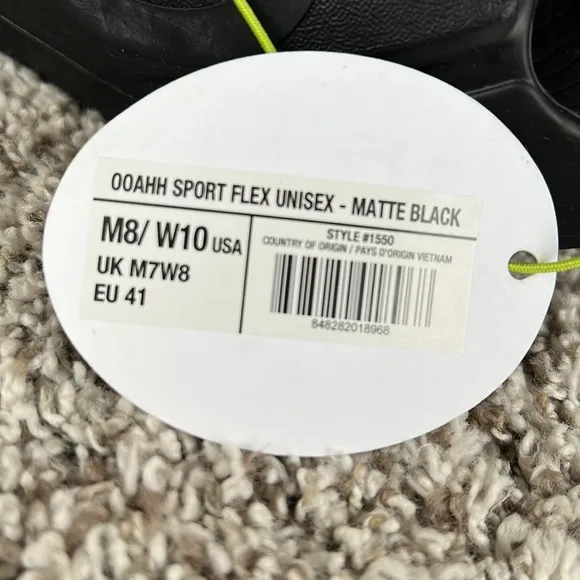 OOAHH SPORT FLEX UNISEX - MATTE BLACK
M8/ W10 USA
UK M7W8
EU 41
STYLE #1550
COUNTRY OF ORIGIN / PAYS D'ORIGIN VIETNAM
848282018968